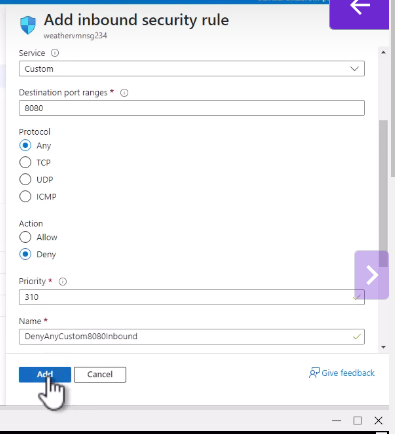 Add inbound security rule
weathervmnsg234
Service
Custom
Destination port ranges *
8080
Protocol
Any
TCP
UDP
ICMP
Action
Allow
Deny
Priority *
310
Name *
DenyAnyCustom8080Inbound
Add
Cancel
Give feedback